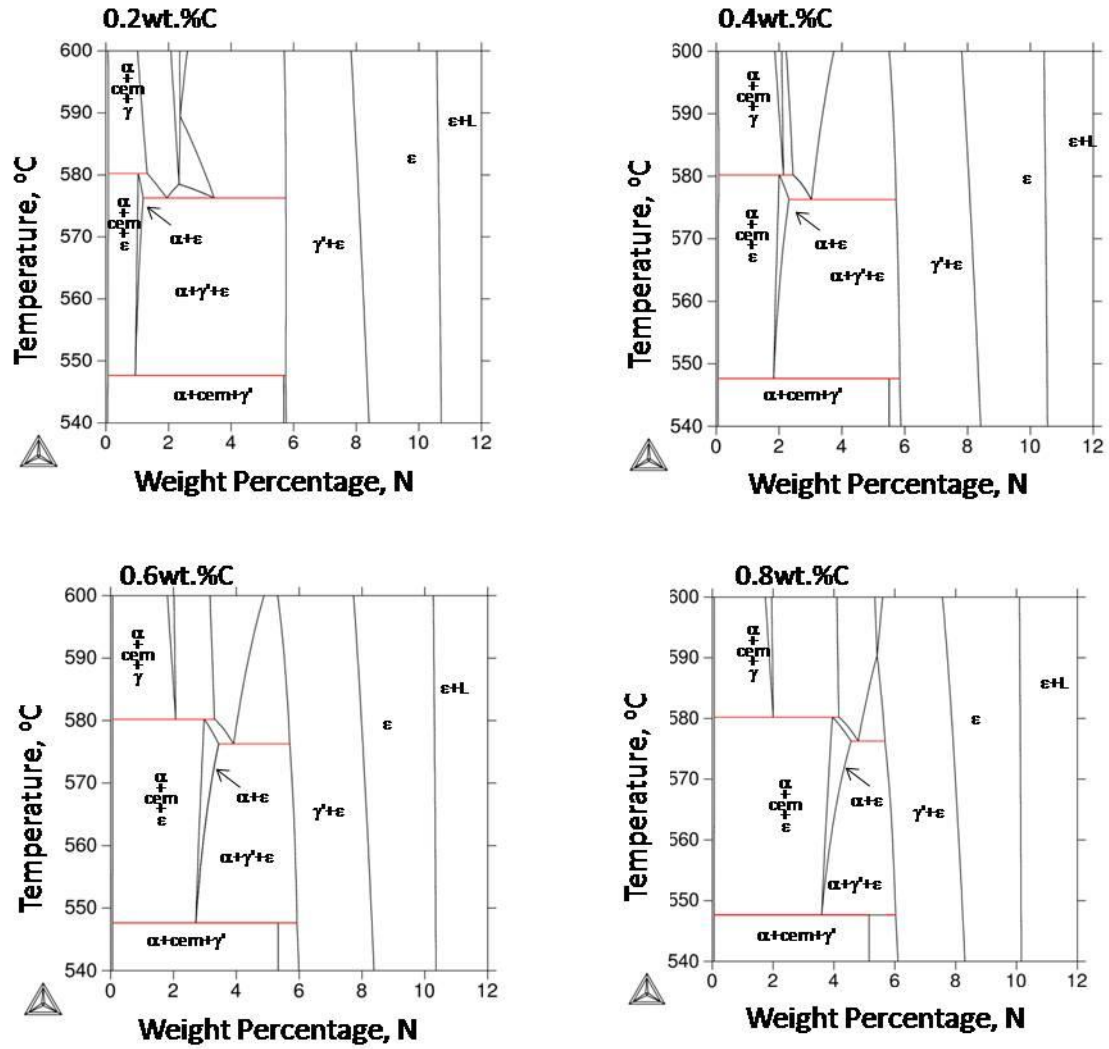 0.2wt.%C
600
590
580
570
560
550
540
0 2 4 6 8 10 12
Temperature, ºC
Weight Percentage, N
α
+
cem
+
γ
α
+
cem
+
ε
α+ε
α+γ'+ε
γ'+ε
ε
ε+L
α+cem+γ'
0.4wt.%C
600
590
580
570
560
550
540
0 2 4 6 8 10 12
Temperature, ºC
Weight Percentage, N
α
+
cem
+
γ
α
+
cem
+
ε
α+ε
α+γ'+ε
γ'+ε
ε
ε+L
α+cem+γ'
0.6wt.%C
600
590
580
570
560
550
540
0 2 4 6 8 10 12
Temperature, ºC
Weight Percentage, N
α
+
cem
+
γ
α
+
cem
+
ε
α+ε
α+γ'+ε
γ'+ε
ε
ε+L
α+cem+γ'
0.8wt.%C
600
590
580
570
560
550
540
0 2 4 6 8 10 12
Temperature, ºC
Weight Percentage, N
α
+
cem
+
γ
α
+
cem
+
ε
α+ε
α+γ'+ε
γ'+ε
ε
ε+L
α+cem+γ'